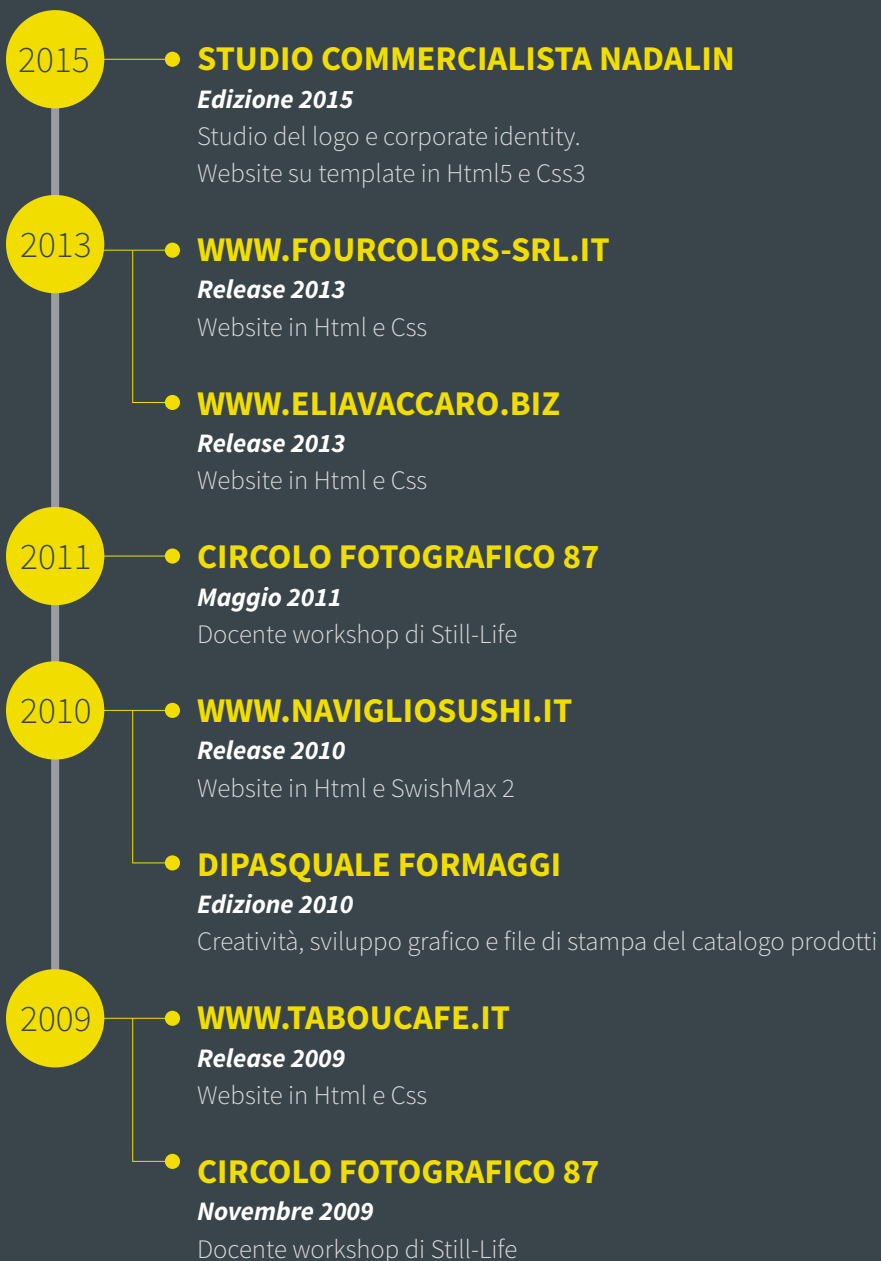 2015
STUDIO COMMERCIALISTA NADALIN
Edizione 2015
Studio del logo e corporate identity.
Website su template in Html5 e Css3
2013
WWW.FOURCOLORS-SRL.IT
Release 2013
Website in Html e Css
WWW.ELIAVACCARO.BIZ
Release 2013
Website in Html e Css
2011
CIRCOLO FOTOGRAFICO 87
Maggio 2011
Docente workshop di Still-Life
2010
WWW.NAVIGLIOSUSHI.IT
Release 2010
Website in Html e SwishMax 2
DIPASQUALE FORMAGGI
Edizione 2010
Creatività, sviluppo grafico e file di stampa del catalogo prodotti
2009
WWW.TABOUCAFE.IT
Release 2009
Website in Html e Css
CIRCOLO FOTOGRAFICO 87
Novembre 2009
Docente workshop di Still-Life